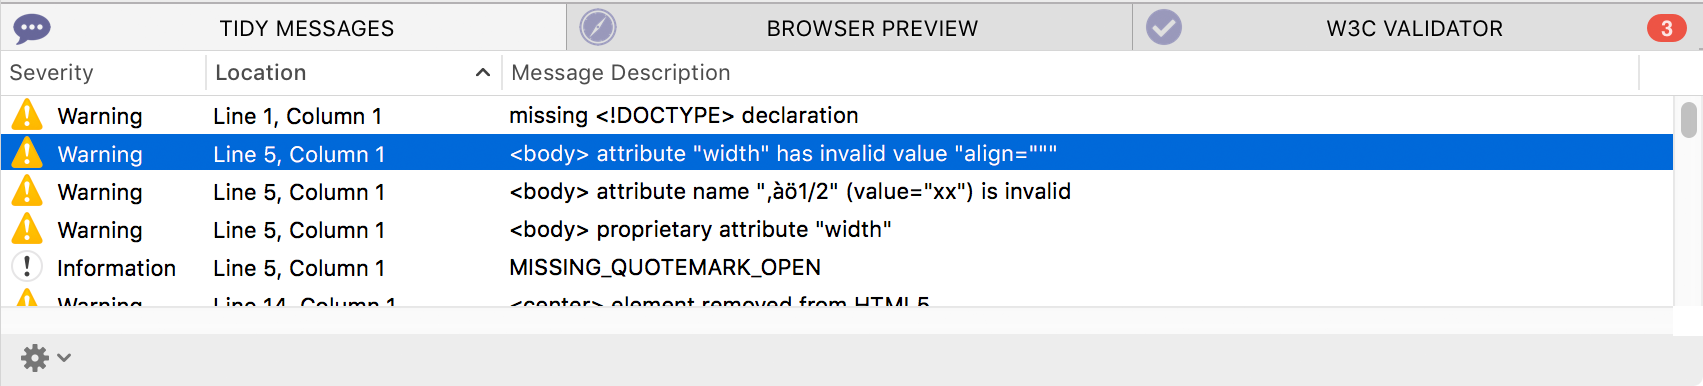 TIDY MESSAGES BROWSER PREVIEW W3C VALIDATOR 3
Severity Location Message Description
Warning Line 1, Column 1 missing <!DOCTYPE> declaration
Warning Line 5, Column 1 <body> attribute "width" has invalid value "align="""
Warning Line 5, Column 1 <body> attribute name "‚àö1/2" (value="xx") is invalid
Warning Line 5, Column 1 <body> proprietary attribute "width"
Information Line 5, Column 1 MISSING_QUOTEMARK_OPEN
Warning Line 14, Column 1 <center> element removed from HTML5